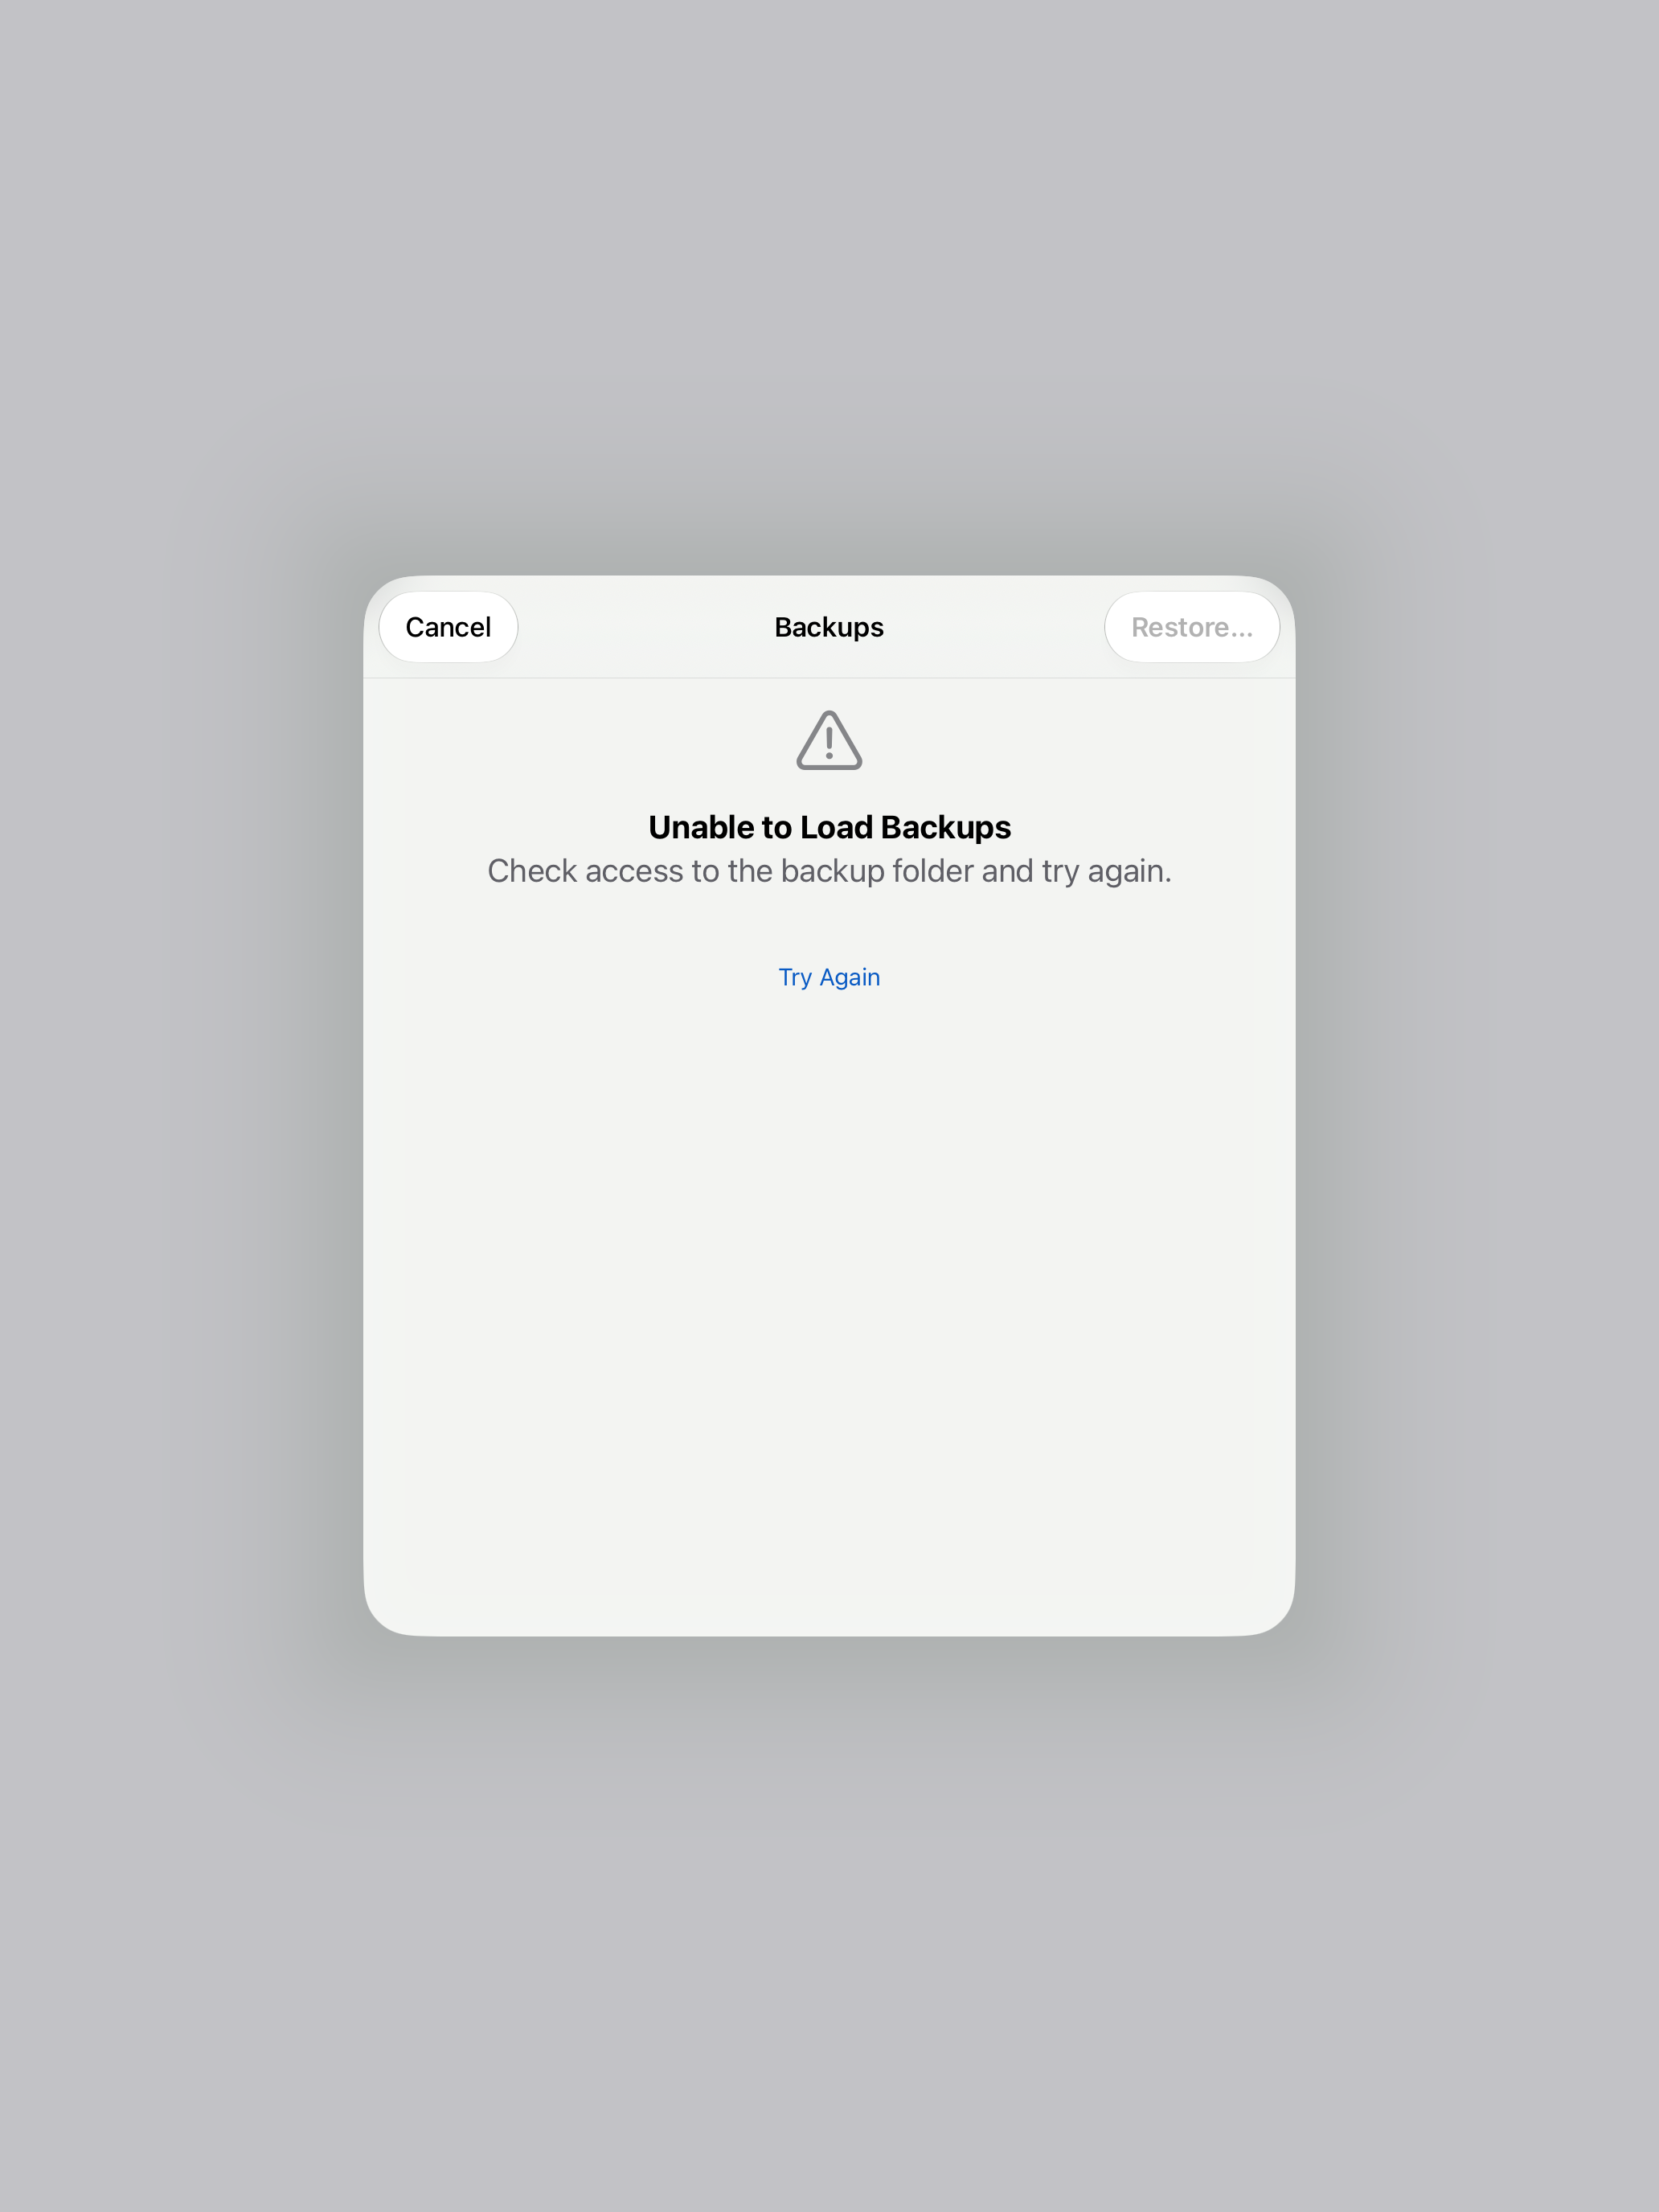 Cancel
Backups
Restore...
Unable to Load Backups
Check access to the backup folder and try again.
Try Again